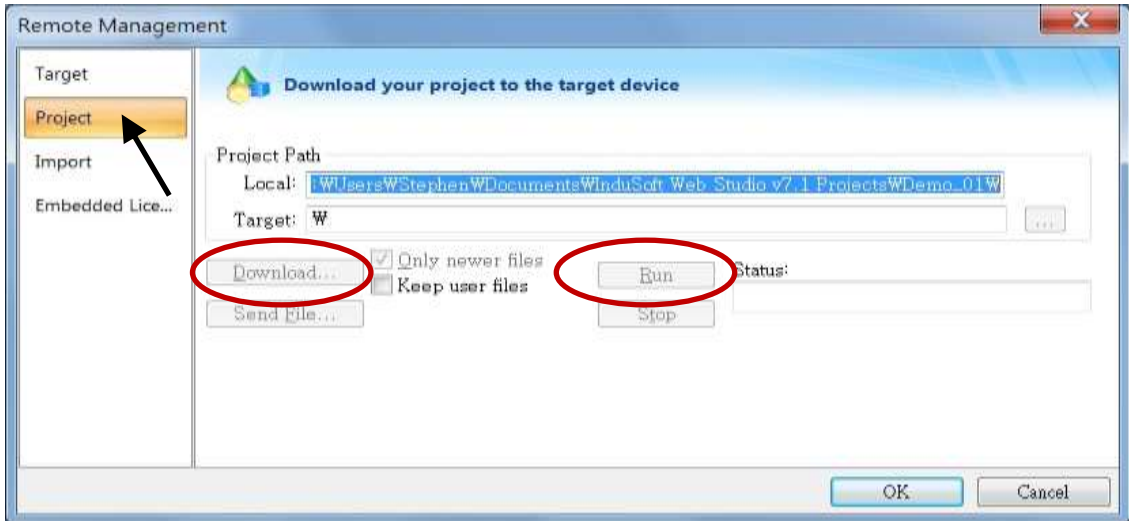 Remote Management
Target
Project
Import
Embedded Lice...
Download your project to the target device
Project Path
Local: :₩Users₩Stephen₩Documents₩InduSoft Web Studio v7.1 Projects₩Demo_01₩
Target: ₩
...
Download...
Only newer files
Keep user files
Run
Status:
Send File...
Stop
OK
Cancel